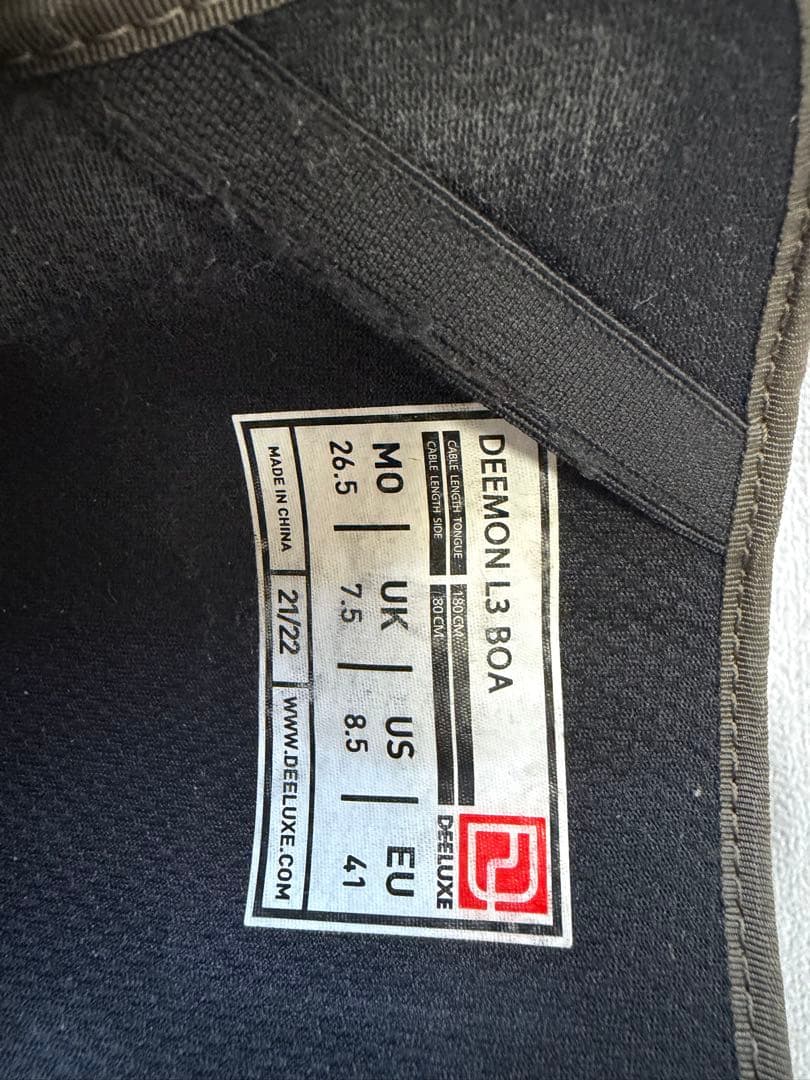 DEEMON L3 BOA
CABLE LENGTH TONGUE 180 CM
CABLE LENGTH SIDE 80 CM
DEELUXE
MO | UK | US | EU
26.5 | 7.5 | 8.5 | 41
MADE IN CHINA | 21/22 | WWW.DEELUXE.COM